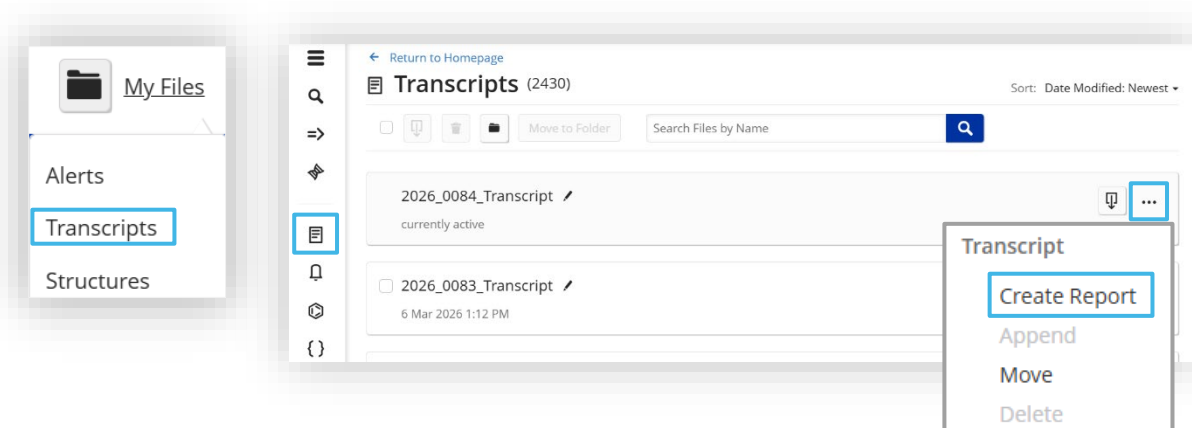 My Files
Alerts
Transcripts
Structures
← Return to Homepage
Transcripts (2430)
Sort: Date Modified: Newest
Move to Folder
Search Files by Name
2026_0084_Transcript
currently active
2026_0083_Transcript
6 Mar 2026 1:12 PM
Transcript
Create Report
Append
Move
Delete